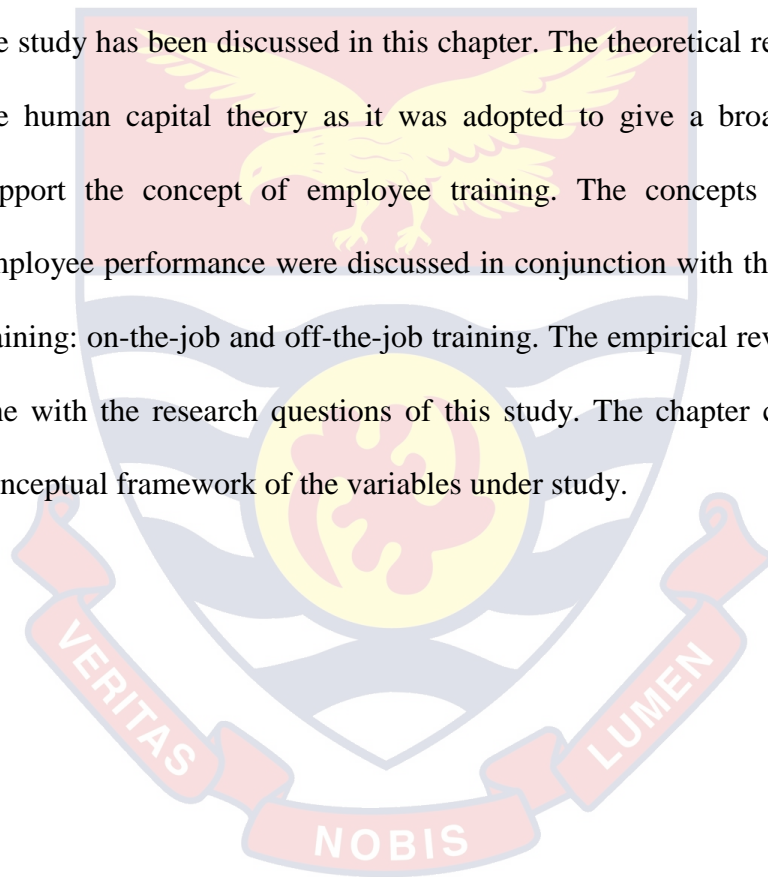 e study has been discussed in this chapter. The theoretical re
e human capital theory as it was adopted to give a broa
pport the concept of employee training. The concepts
nployee performance were discussed in conjunction with th
aining: on-the-job and off-the-job training. The empirical rev
ne with the research questions of this study. The chapter c
nceptual framework of the variables under study.
VERITAS
NOBIS
LUMEN